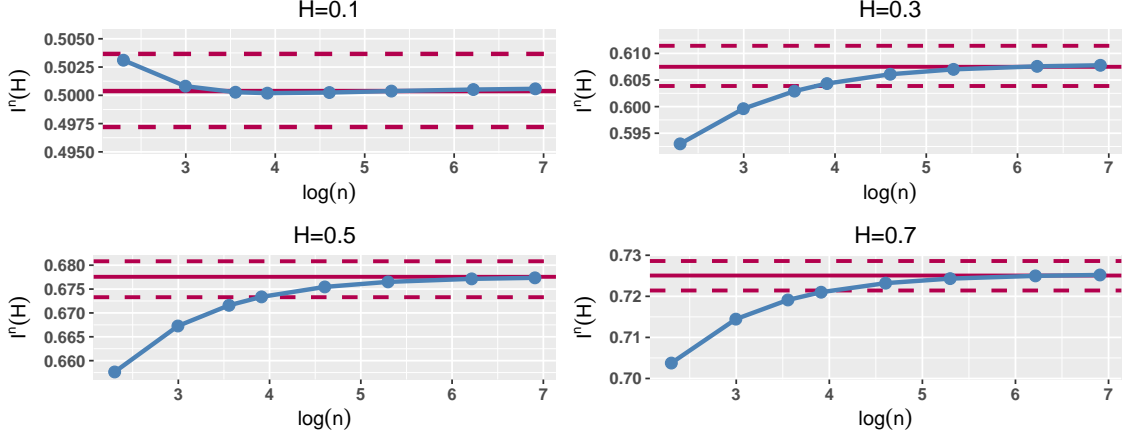 H=0.1
0.5050
0.5025
0.5000
0.4975
0.4950
I^n(H)
3 4 5 6 7
log(n)
H=0.3
0.610
0.605
0.600
0.595
I^n(H)
3 4 5 6 7
log(n)
H=0.5
0.680
0.675
0.670
0.665
0.660
I^n(H)
3 4 5 6 7
log(n)
H=0.7
0.73
0.72
0.71
0.70
I^n(H)
3 4 5 6 7
log(n)